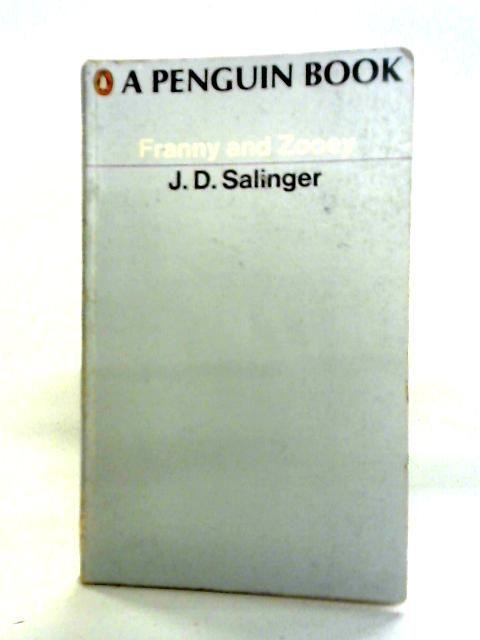 A PENGUIN BOOK
Franny and Zooey
J. D. Salinger